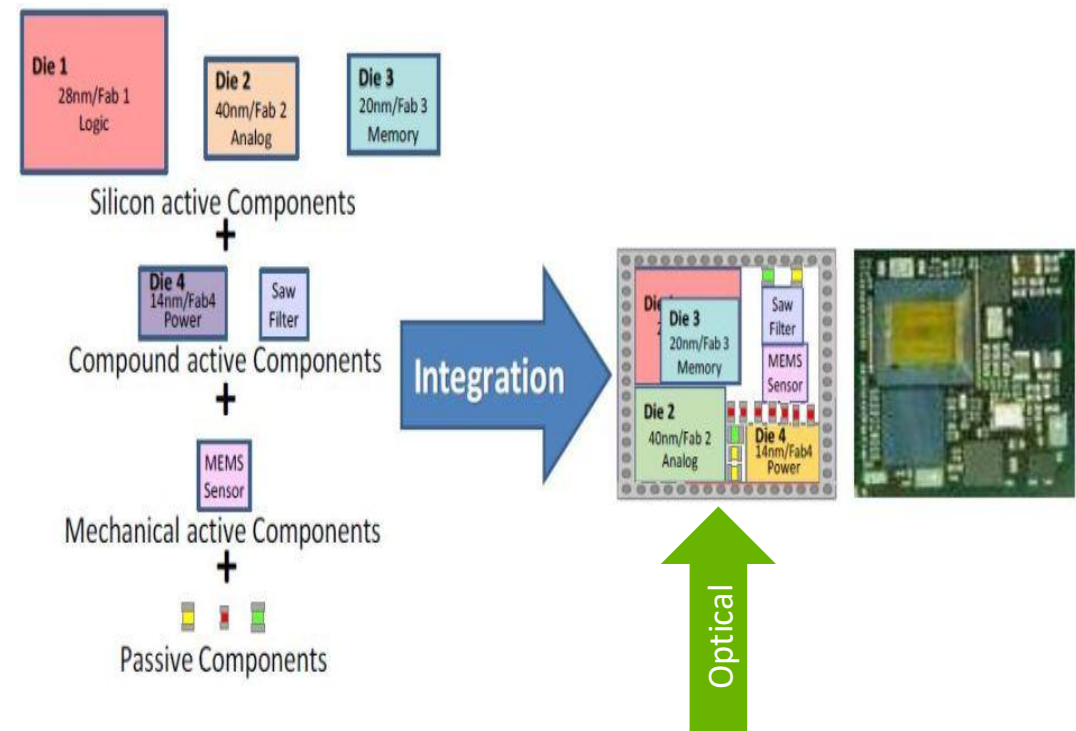 Die 1
28nm/Fab 1
Logic
Die 2
40nm/Fab 2
Analog
Die 3
20nm/Fab 3
Memory
Silicon active Components
+
Die 4
14nm/Fab4
Power
Saw
Filter
Compound active Components
+
MEMS
Sensor
Mechanical active Components
+
Passive Components
Integration
Die
2
Die 3
20nm/Fab 3
Memory
Saw
Filter
MEMS
Sensor
Die 2
40nm/Fab 2
Analog
Die 4
14nm/Fab4
Power
Optical